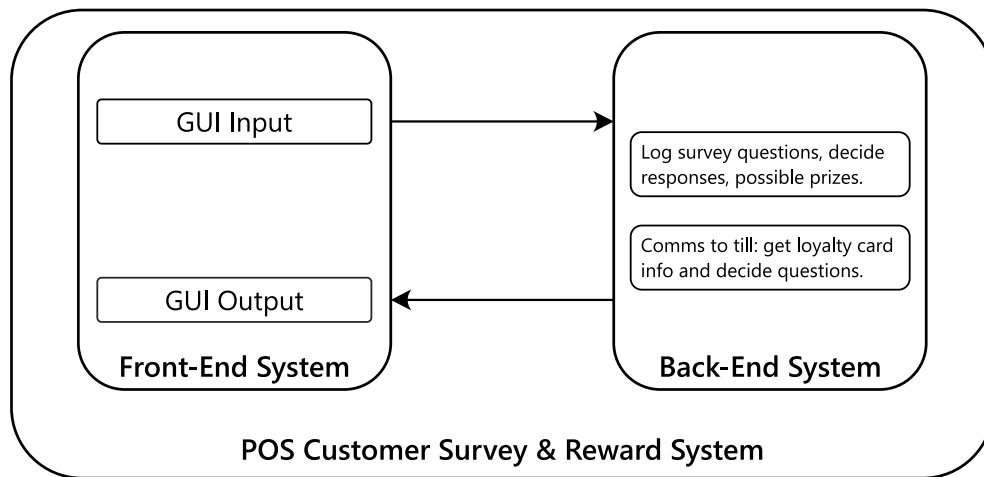 GUI Input
GUI Output
Front-End System
Log survey questions, decide
responses, possible prizes.
Comms to till: get loyalty card
info and decide questions.
Back-End System
POS Customer Survey & Reward System